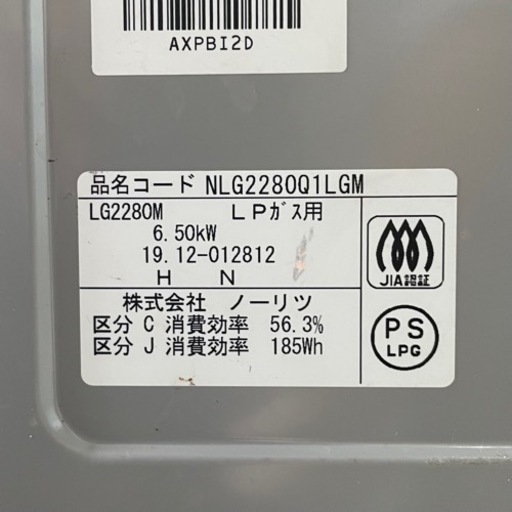 AXPBI2D
品名コード NLG2280Q1LGM
LG2280M LPガス用
6.50kW
19.12-012812
H N
株式会社 ノーリツ
区分 C 消費効率 56.3%
区分 J 消費効率 185Wh
JIA認証
PS
LPG